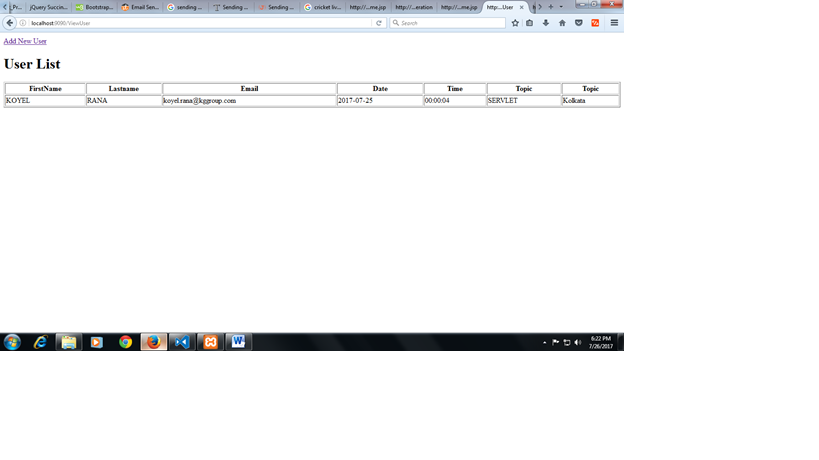 Pr... jQuery Succin... Bootstrap... Email Sen... sending ... Sending ... Sending ... cricket liv... http://...me.jsp http://...eration http://...me.jsp http:...User
localhost:9090/ViewUser Search
Add New User
User List
FirstName Lastname Email Date Time Topic Topic
KOYEL RANA koyel.rana@kggroup.com 2017-07-25 00:00:04 SERVLET Kolkata
6:22 PM
7/26/2017